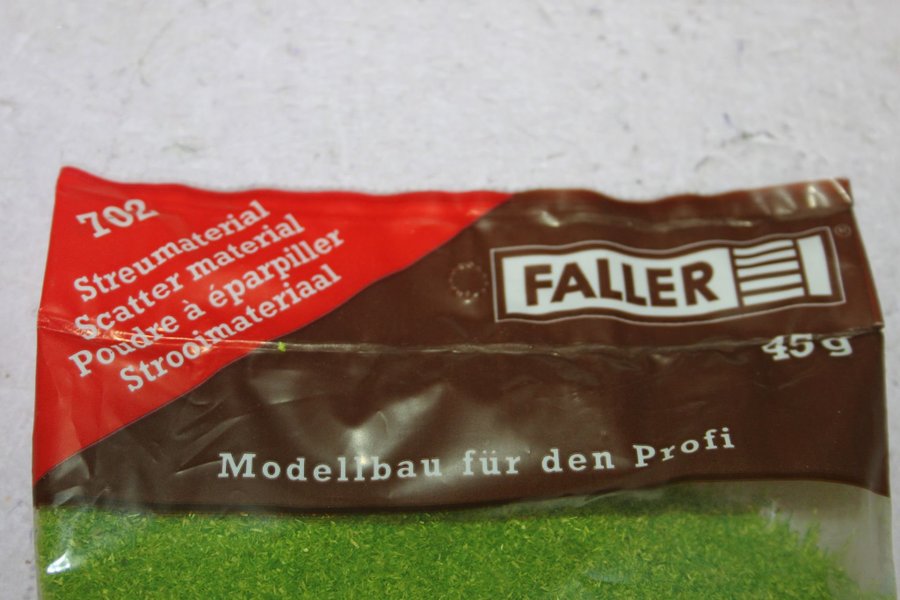 702
Streumaterial
Scatter material
Poudre à éparpiller
Strooimateriaal
FALLER ®
45 g
Modellbau für den Profi